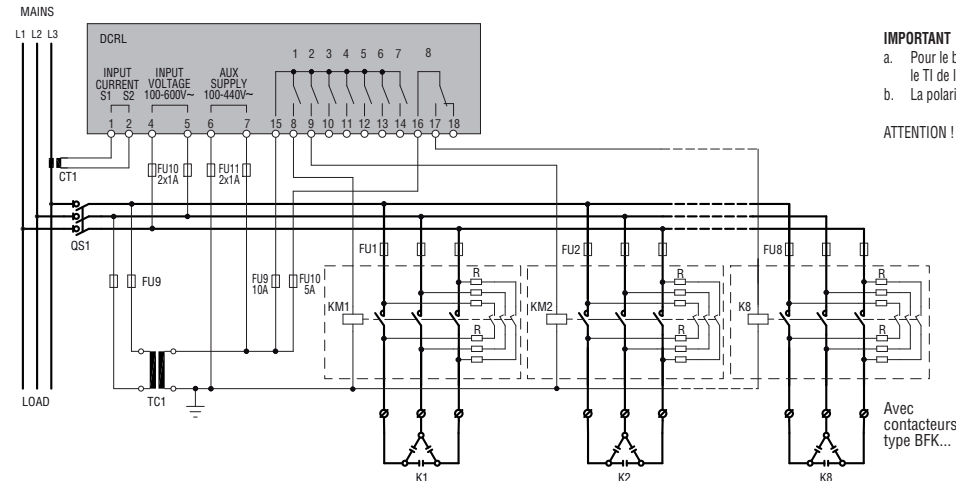 MAINS
L1 L2 L3
DCRL
1 2 3 4 5 6 7 8
INPUT CURRENT
S1 S2
INPUT VOLTAGE
100-600V~
AUX SUPPLY
100-440V~
1 2 4 5 6 7 15 8 9 10 11 12 13 14 16 17 18
CT1
FU10
2x1A
FU11
2x1A
QS1
FU9
FU9
10A
FU10
5A
FU1
FU2
FU8
KM1
R
R
KM2
R
R
K8
R
R
LOAD
TC1
K1
K2
K8
IMPORTANT
a. Pour le b
le TI de l
b. La polari
ATTENTION !
Avec
contacteurs
type BFK...